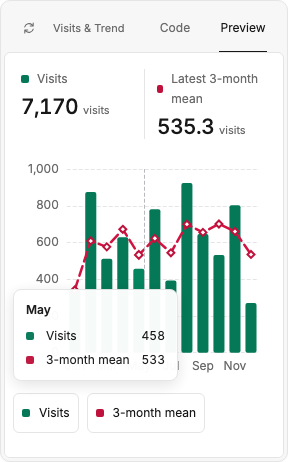 Visits & Trend
Code
Preview
Visits
7,170 visits
Latest 3-month
mean
535.3 visits
1,000
800
600
400
May
Visits 458
3-month mean 533
Sep
Nov
Visits
3-month mean